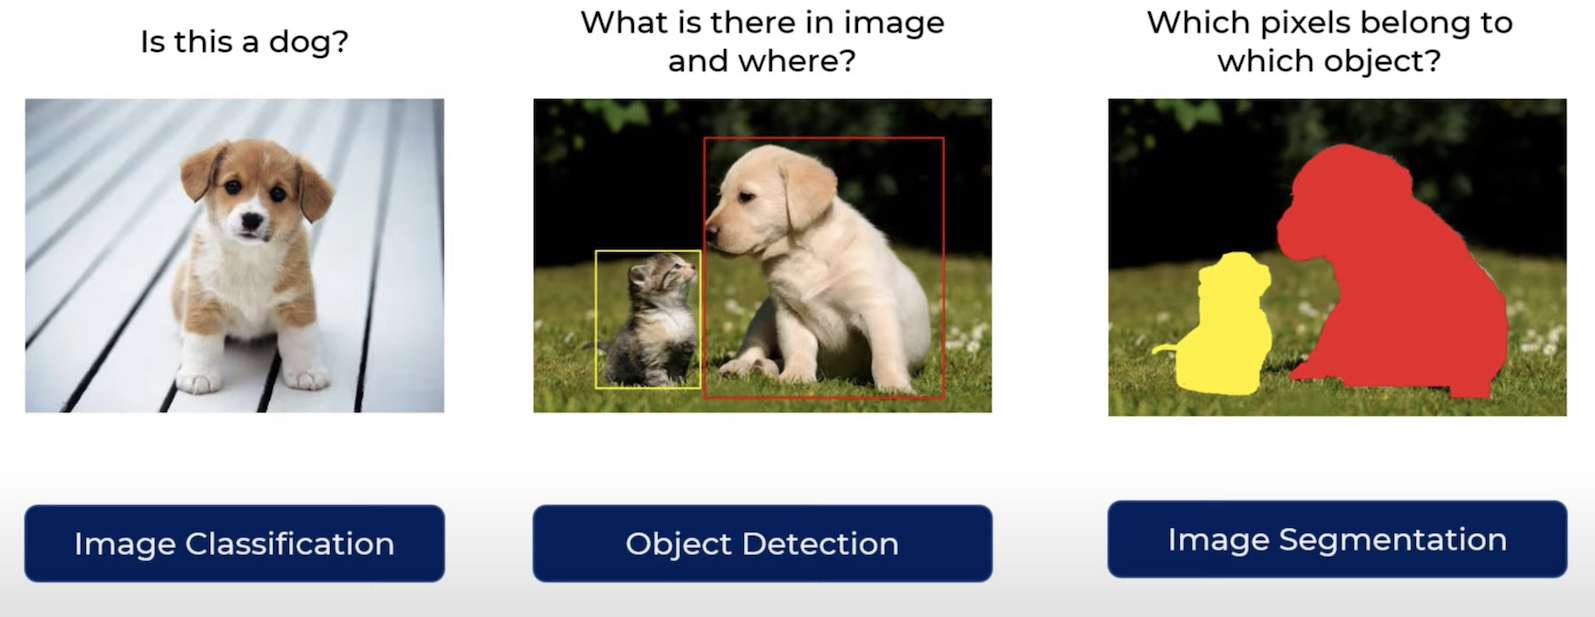 Is this a dog?
What is there in image
and where?
Which pixels belong to
which object?
Image Classification
Object Detection
Image Segmentation